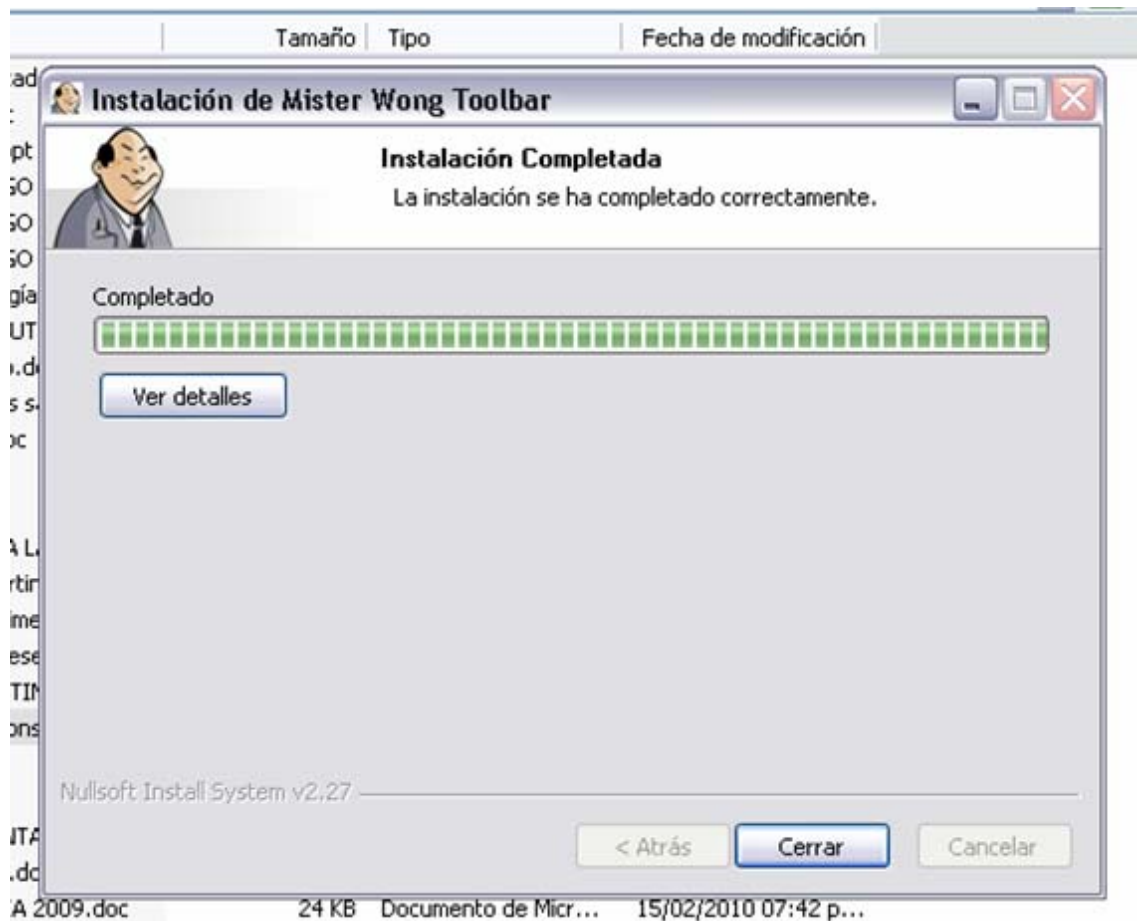 Tamaño Tipo Fecha de modificación
Instalación de Mister Wong Toolbar
Instalación Completada
La instalación se ha completado correctamente.
Completado
Ver detalles
Nullsoft Install System v2.27
< Atrás Cerrar Cancelar
A 2009.doc 24 KB Documento de Micr... 15/02/2010 07:42 p...